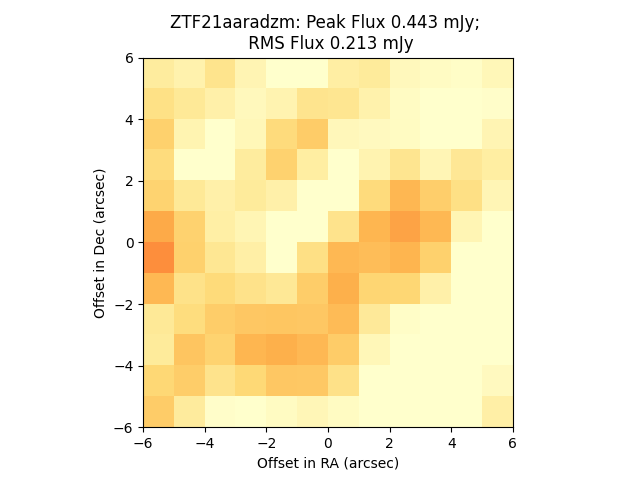 ZTF21aaradzm: Peak Flux 0.443 mJy;
RMS Flux 0.213 mJy
6
4
2
0
−2
−4
−6
Offset in Dec (arcsec)
−6 −4 −2 0 2 4 6
Offset in RA (arcsec)